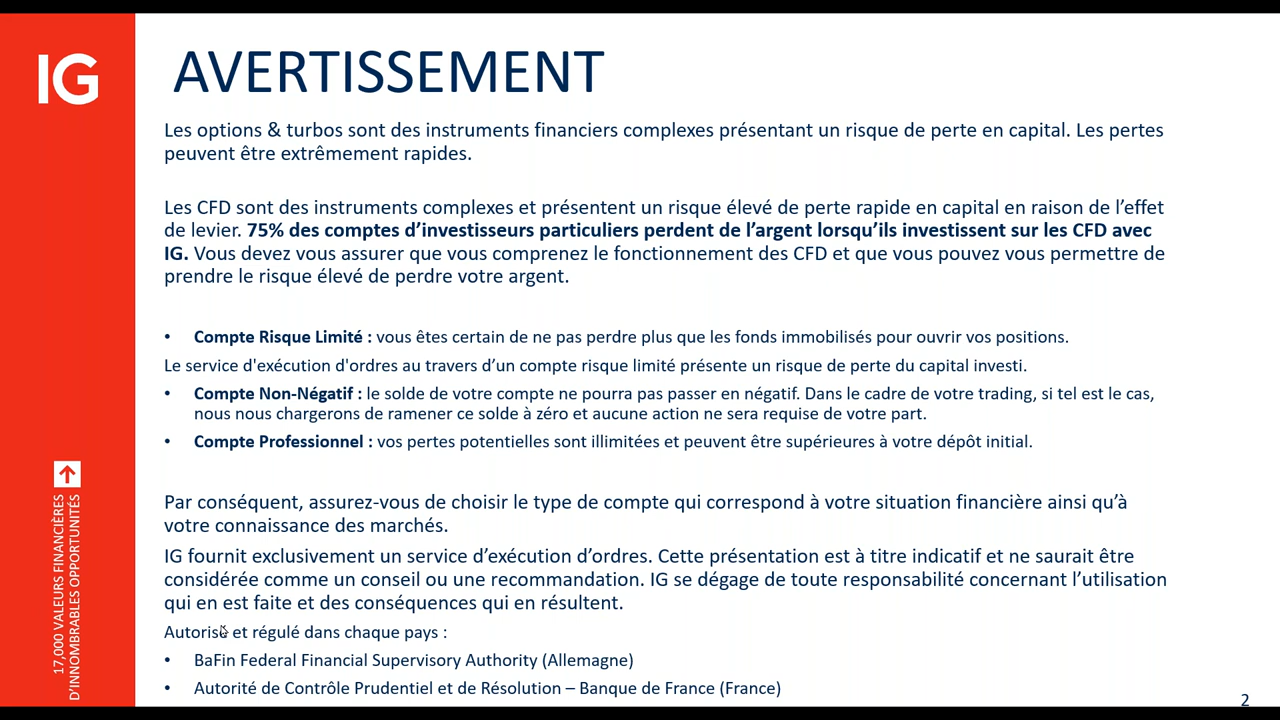 IG
AVERTISSEMENT
Les options & turbos sont des instruments financiers complexes présentant un risque de perte en capital. Les pertes
peuvent être extrêmement rapides.
Les CFD sont des instruments complexes et présentent un risque élevé de perte rapide en capital en raison de l’effet
de levier. 75% des comptes d’investisseurs particuliers perdent de l’argent lorsqu’ils investissent sur les CFD avec
IG. Vous devez vous assurer que vous comprenez le fonctionnement des CFD et que vous pouvez vous permettre de
prendre le risque élevé de perdre votre argent.
• Compte Risque Limité : vous êtes certain de ne pas perdre plus que les fonds immobilisés pour ouvrir vos positions.
Le service d'exécution d'ordres au travers d’un compte risque limité présente un risque de perte du capital investi.
• Compte Non-Négatif : le solde de votre compte ne pourra pas passer en négatif. Dans le cadre de votre trading, si tel est le cas,
nous nous chargerons de ramener ce solde à zéro et aucune action ne sera requise de votre part.
• Compte Professionnel : vos pertes potentielles sont illimitées et peuvent être supérieures à votre dépôt initial.
Par conséquent, assurez-vous de choisir le type de compte qui correspond à votre situation financière ainsi qu’à
votre connaissance des marchés.
IG fournit exclusivement un service d’exécution d’ordres. Cette présentation est à titre indicatif et ne saurait être
considérée comme un conseil ou une recommandation. IG se dégage de toute responsabilité concernant l’utilisation
qui en est faite et des conséquences qui en résultent.
Autorisé et régulé dans chaque pays :
• BaFin Federal Financial Supervisory Authority (Allemagne)
• Autorité de Contrôle Prudentiel et de Résolution – Banque de France (France)
17,000 VALEURS FINANCIÈRES
D’INNOMBRABLES OPPORTUNITÉS
2